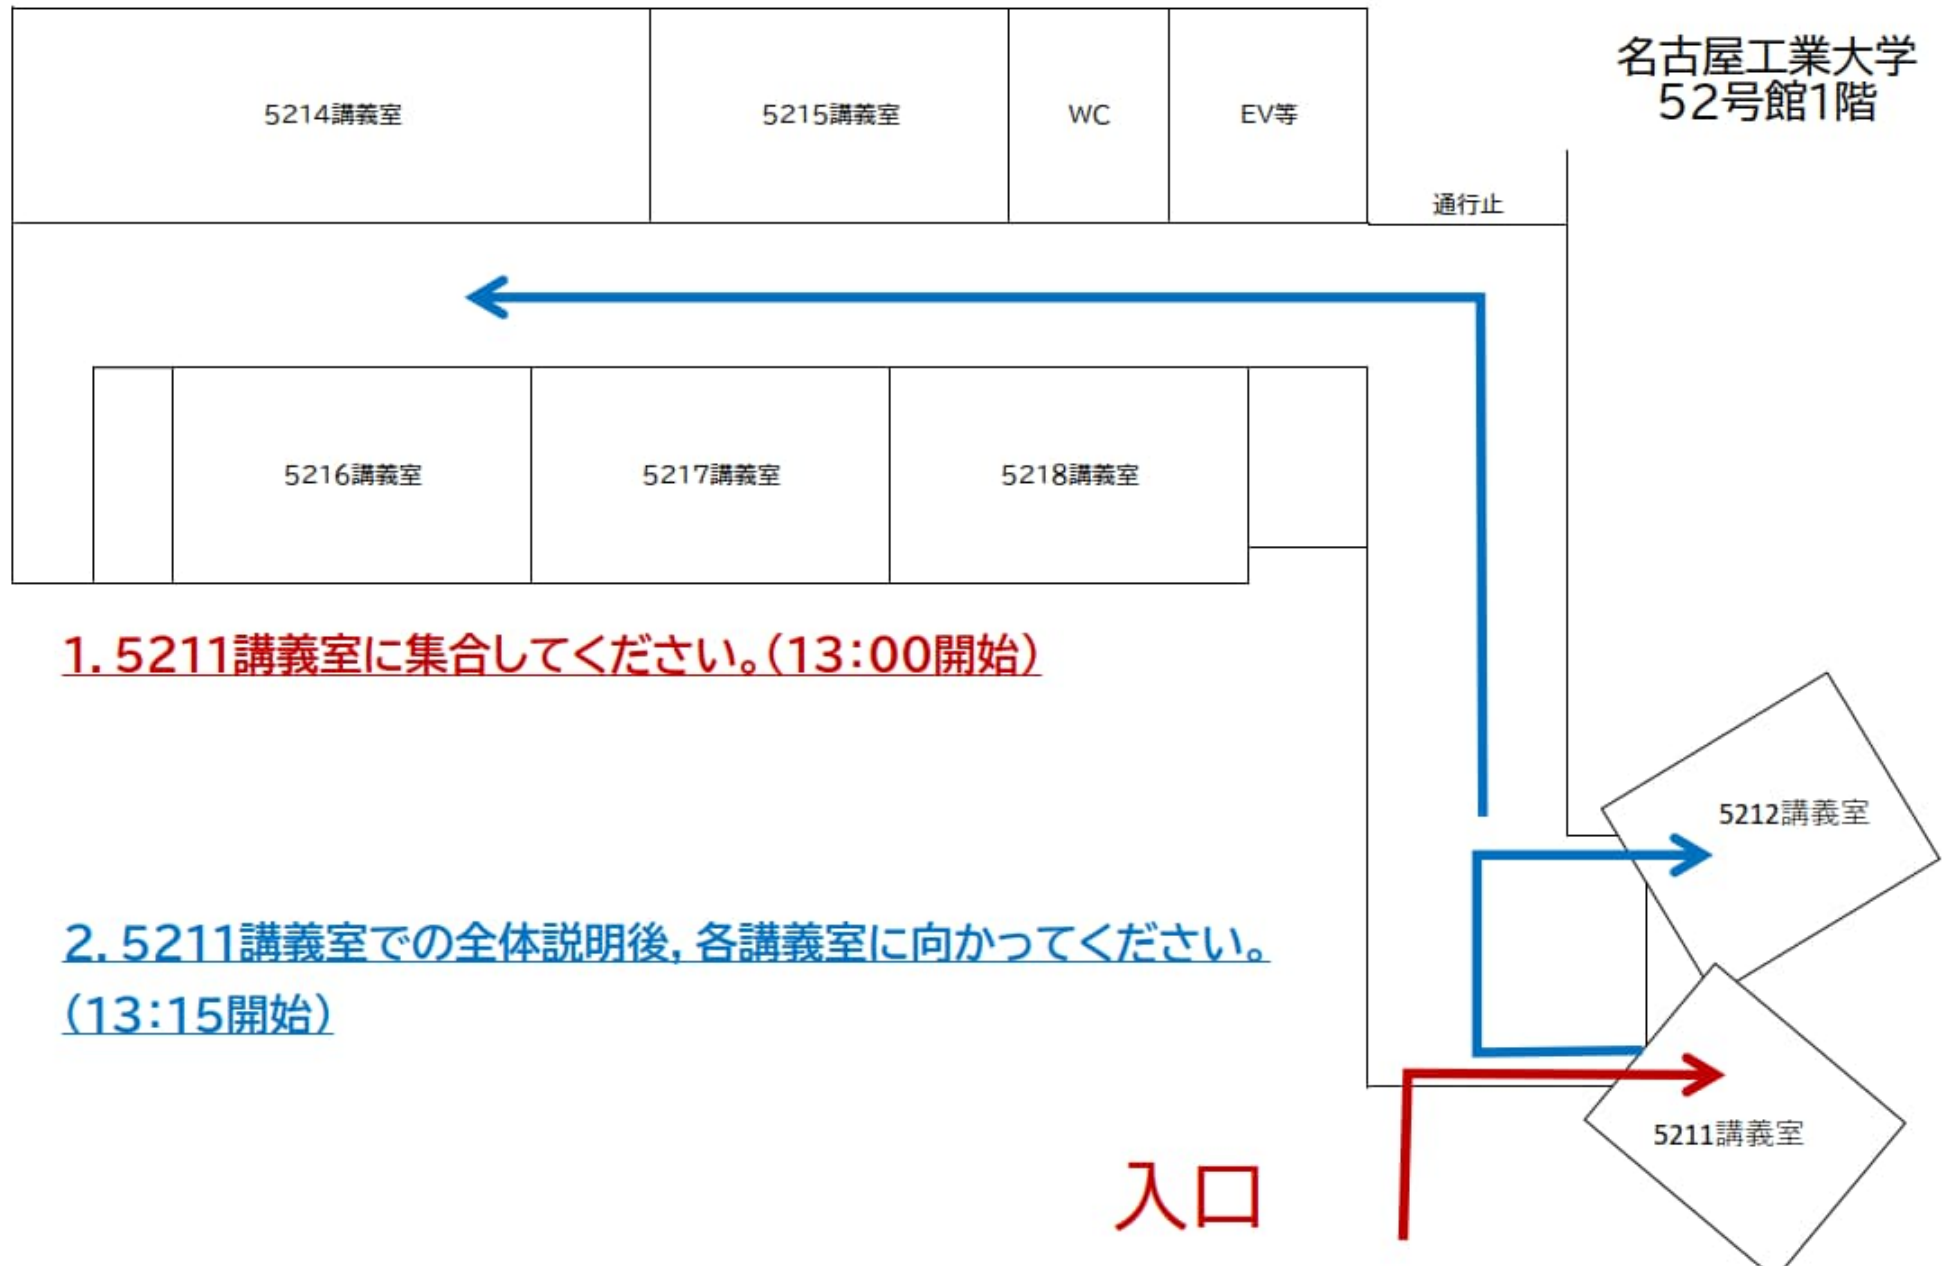 名古屋工業大学
52号館1階
5214講義室
5215講義室
WC
EV等
通行止
5216講義室
5217講義室
5218講義室
1. 5211講義室に集合してください。(13:00開始)
5212講義室
2. 5211講義室での全体説明後, 各講義室に向かってください。
(13:15開始)
5211講義室
入口